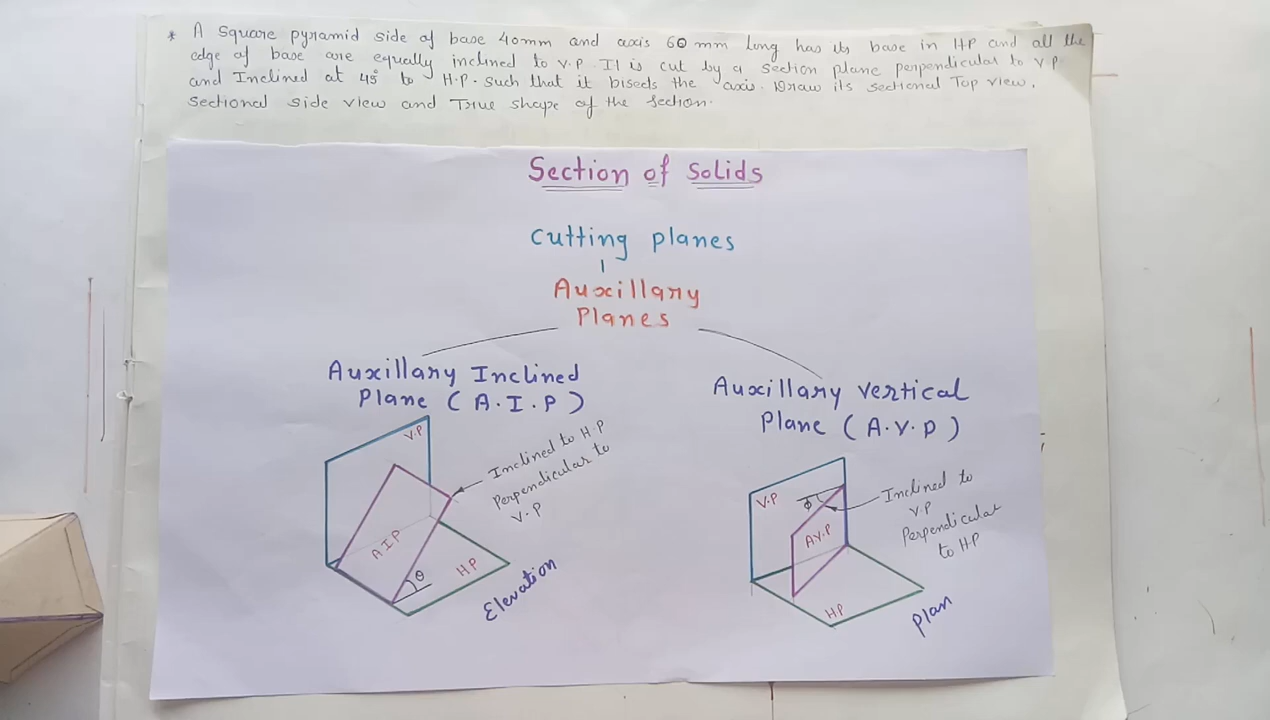 * A Square pyramid side of base 40mm and axis 60 mm long has its base in HP and all the
edge of base are equally inclined to V.P. It is cut by a section plane perpendicular to V.P.
and Inclined at 45° to H.P. such that it bisects the axis. Draw its sectional Top view,
Sectional side view and True shape of the section.
Section of solids
Cutting planes
Auxillary
Planes
Auxillary Inclined
Plane (A.I.P)
V.P
Inclined to H.P
Perpendicular to
V.P
A I P
θ
H.P
Elevation
Auxillary vertical
Plane (A.V.P)
V.P
ϕ
Inclined to
V.P
Perpendicular
to HP
A.V.P
H.P
plan